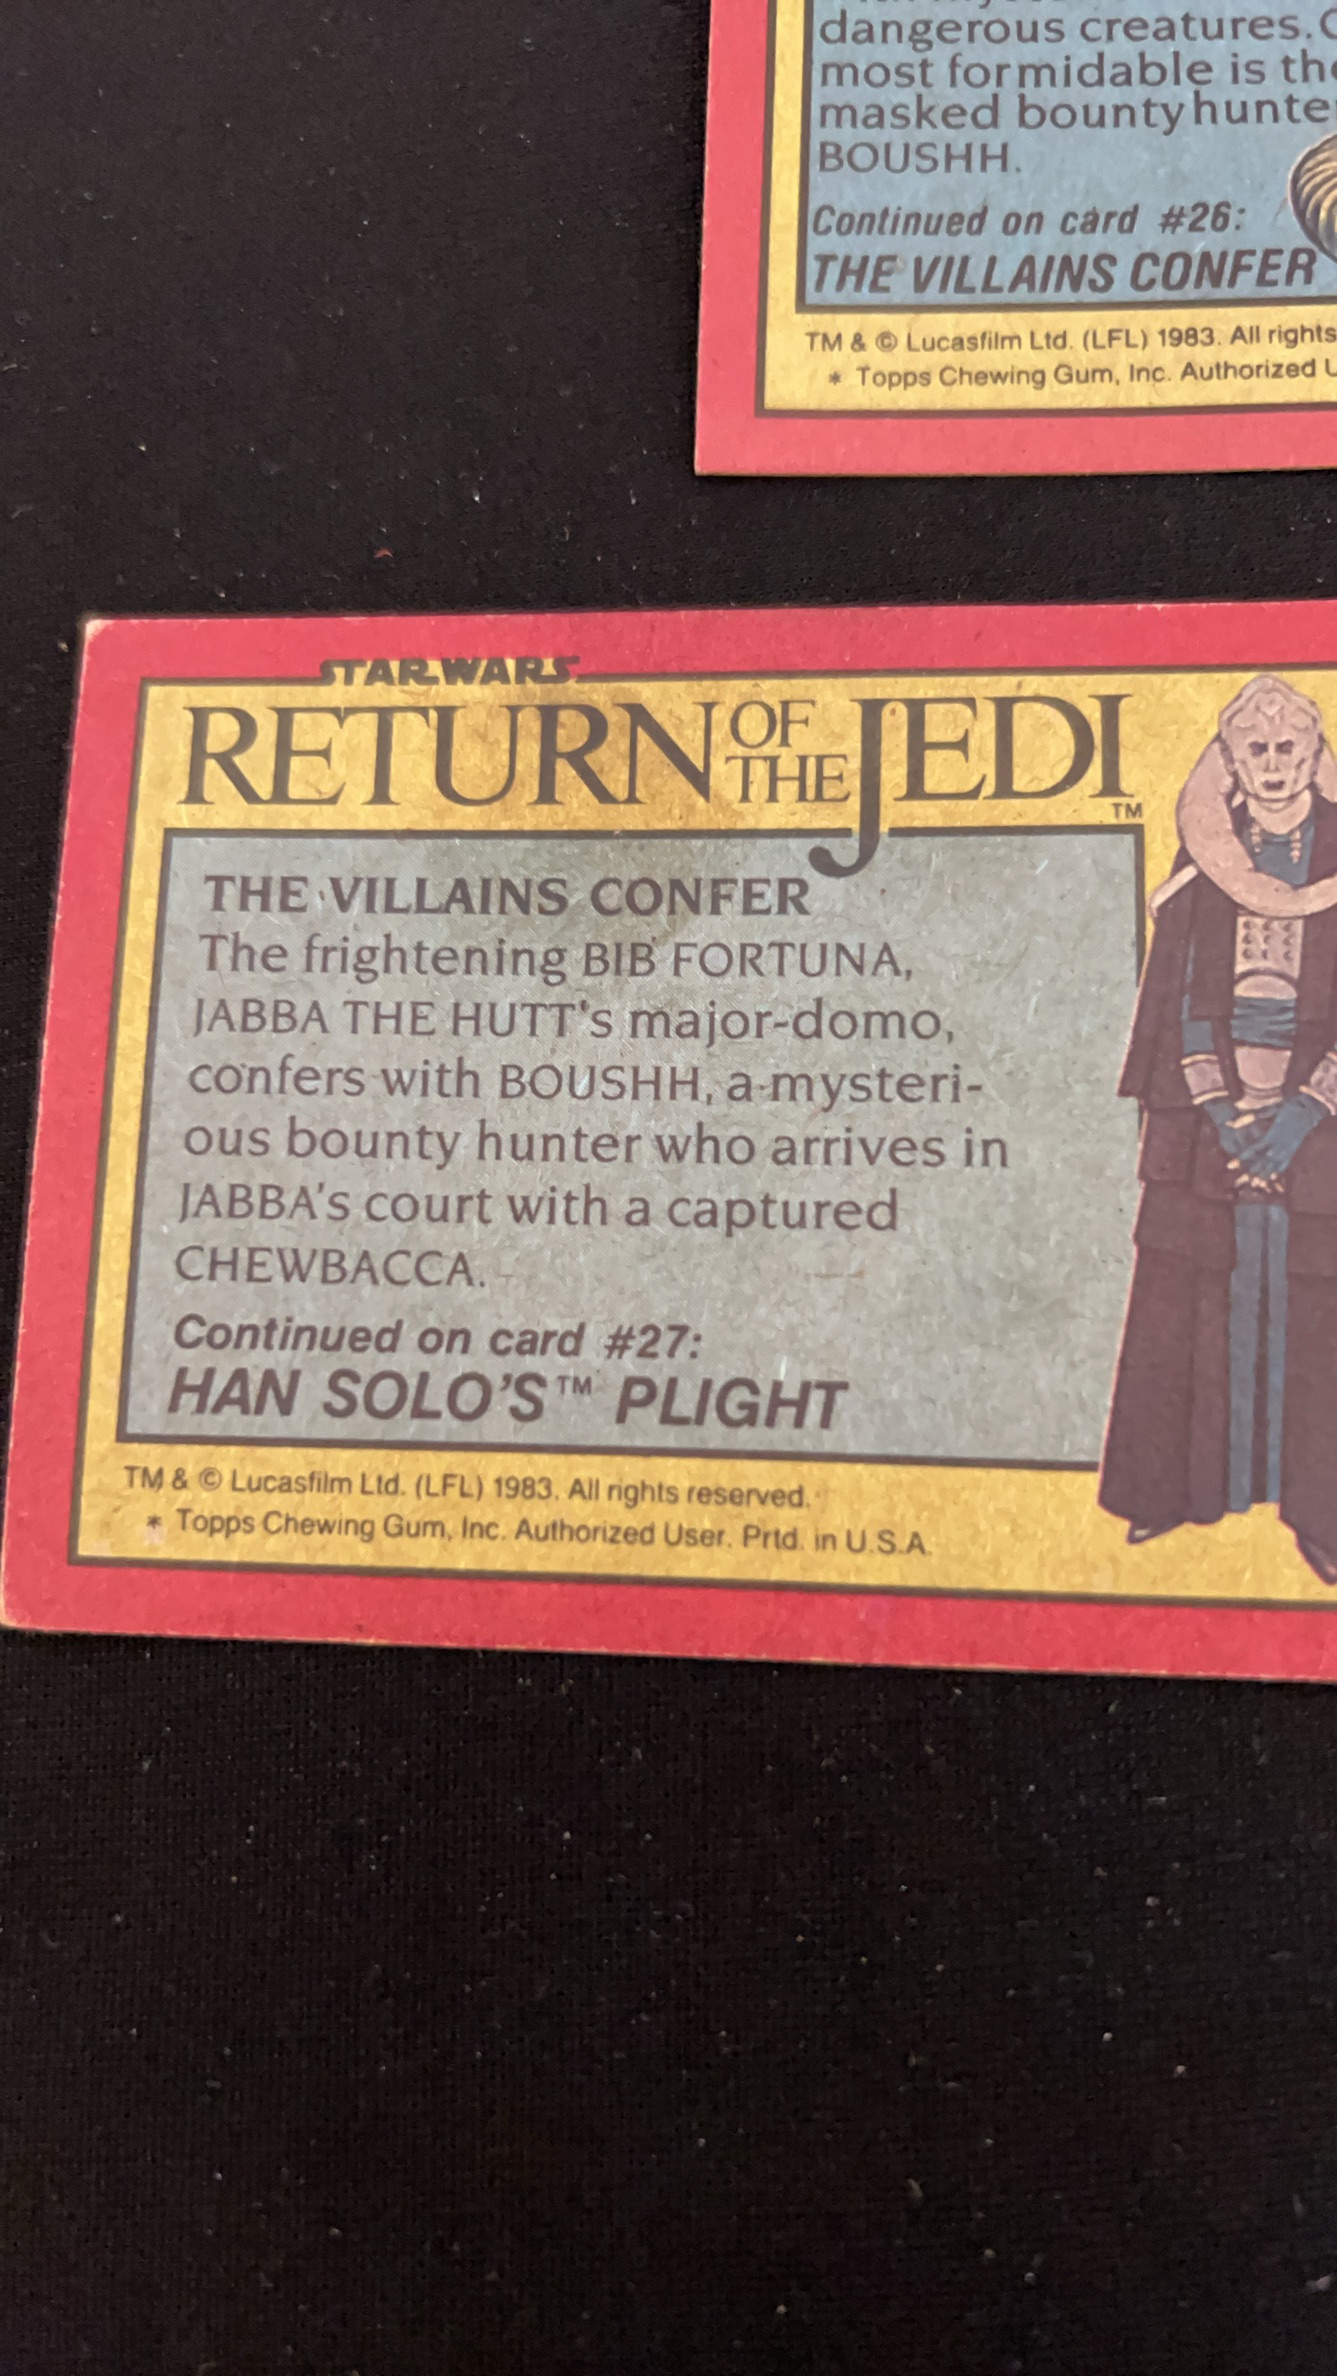 dangerous creatures.
most formidable is the
masked bounty hunter
BOUSHH.
Continued on card #26:
THE VILLAINS CONFER
TM & © Lucasfilm Ltd. (LFL) 1983. All rights
* Topps Chewing Gum, Inc. Authorized
STAR WARS
RETURN OF THE JEDI TM
THE VILLAINS CONFER
The frightening BIB FORTUNA,
JABBA THE HUTT's major-domo,
confers with BOUSHH, a mysteri-
ous bounty hunter who arrives in
JABBA's court with a captured
CHEWBACCA.
Continued on card #27:
HAN SOLO'S™ PLIGHT
TM & © Lucasfilm Ltd. (LFL) 1983. All rights reserved.
* Topps Chewing Gum, Inc. Authorized User. Prtd. in U.S.A.